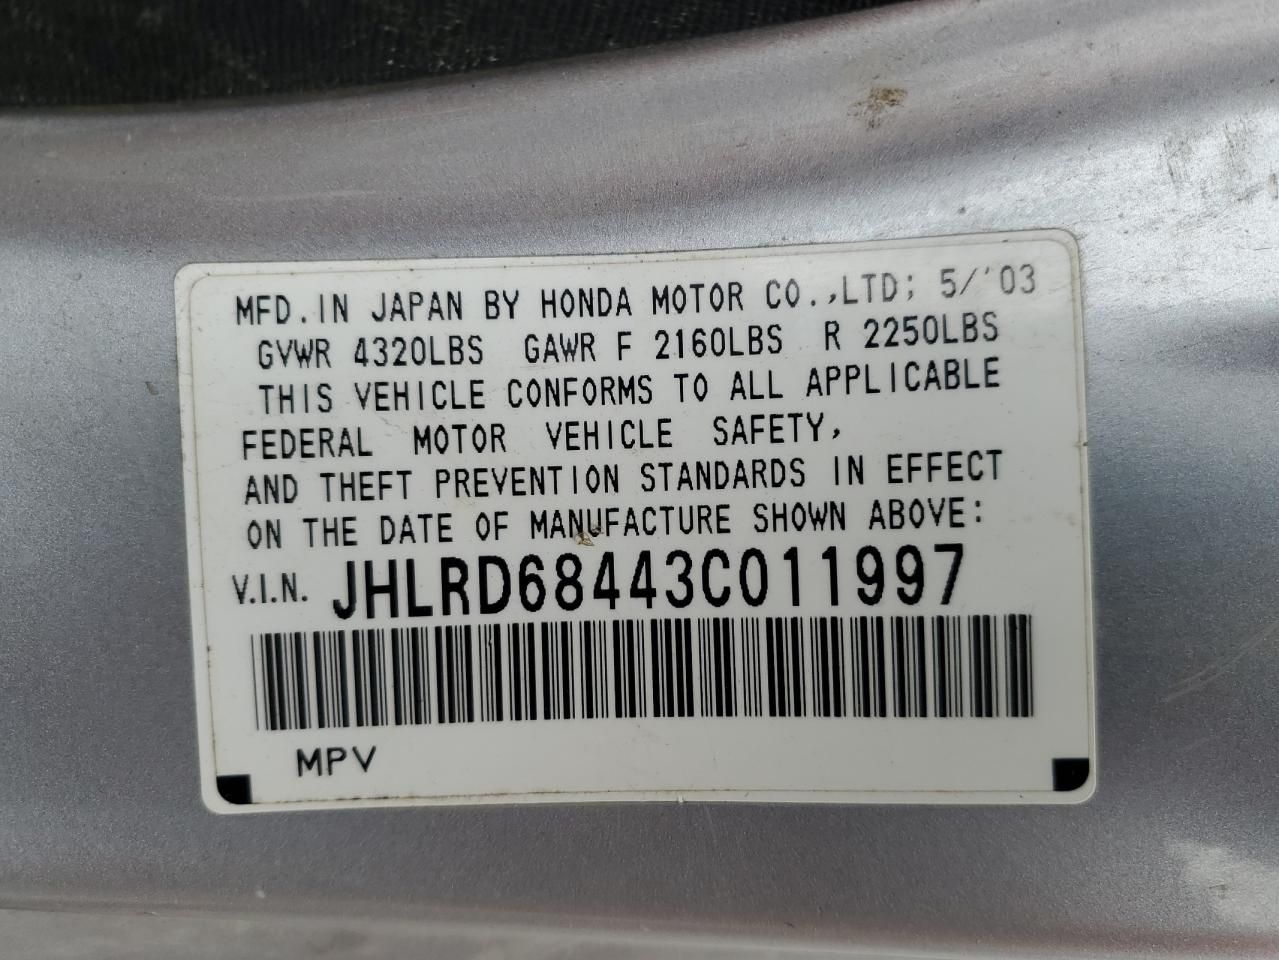 MFD.IN JAPAN BY HONDA MOTOR CO.,LTD; 5/'03
GVWR 4320LBS GAWR F 2160LBS R 2250LBS
THIS VEHICLE CONFORMS TO ALL APPLICABLE
FEDERAL MOTOR VEHICLE SAFETY,
AND THEFT PREVENTION STANDARDS IN EFFECT
ON THE DATE OF MANUFACTURE SHOWN ABOVE:
V.I.N. JHLRD68443C011997
MPV